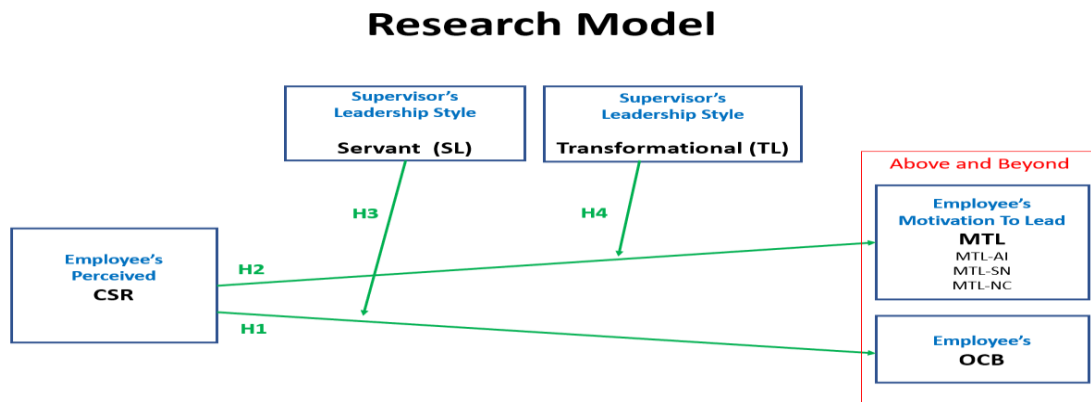 Research Model
Supervisor's
Leadership Style
Servant (SL)
Supervisor's
Leadership Style
Transformational (TL)
Above and Beyond
Employee's
Motivation To Lead
MTL
MTL-AI
MTL-SN
MTL-NC
H3
H4
Employee's
Perceived
CSR
H2
H1
Employee's
OCB